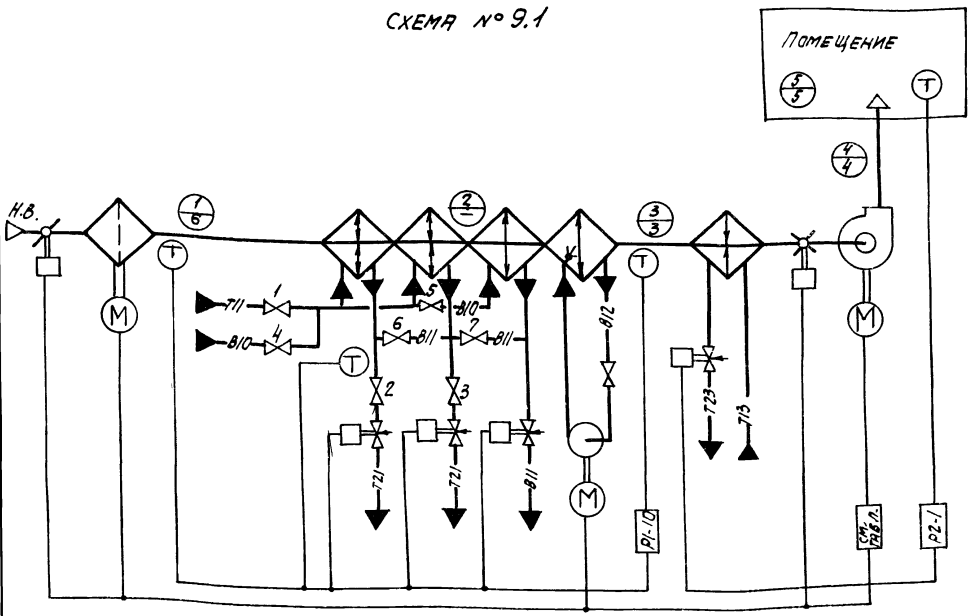 СХЕМА № 9.1
ПОМЕЩЕНИЕ
5
5
Т
4
4
Н.В.
1
6
2
—
3
3
Т
Т
Т11
1
В10
4
5
В10
6
В11
7
В11
В12
М
Т
2
3
М
Т23
Т13
Т21
Т21
В11
М
Р1-10
СМ. ТАБЛ.
Р2-1